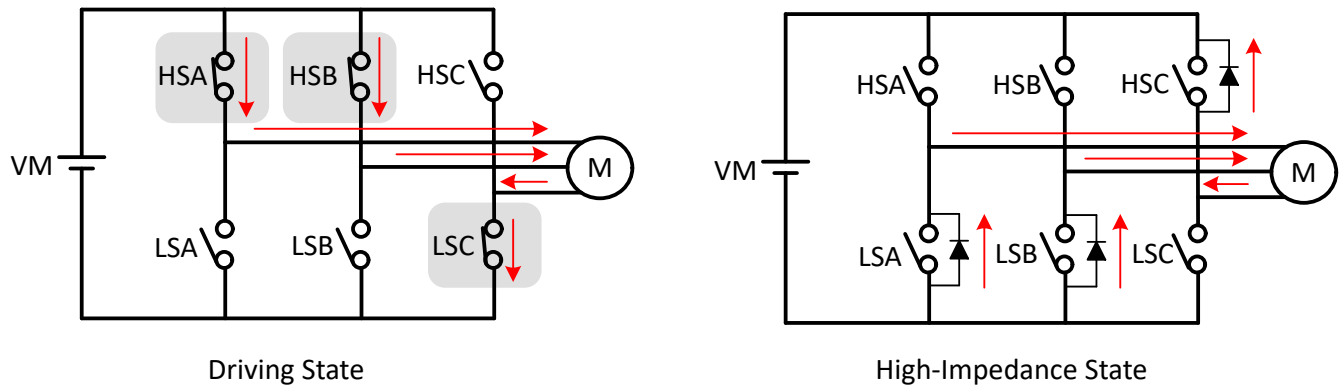 HSA HSB HSC
VM M
LSA LSB LSC
Driving State
HSA HSB HSC
VM M
LSA LSB LSC
High-Impedance State